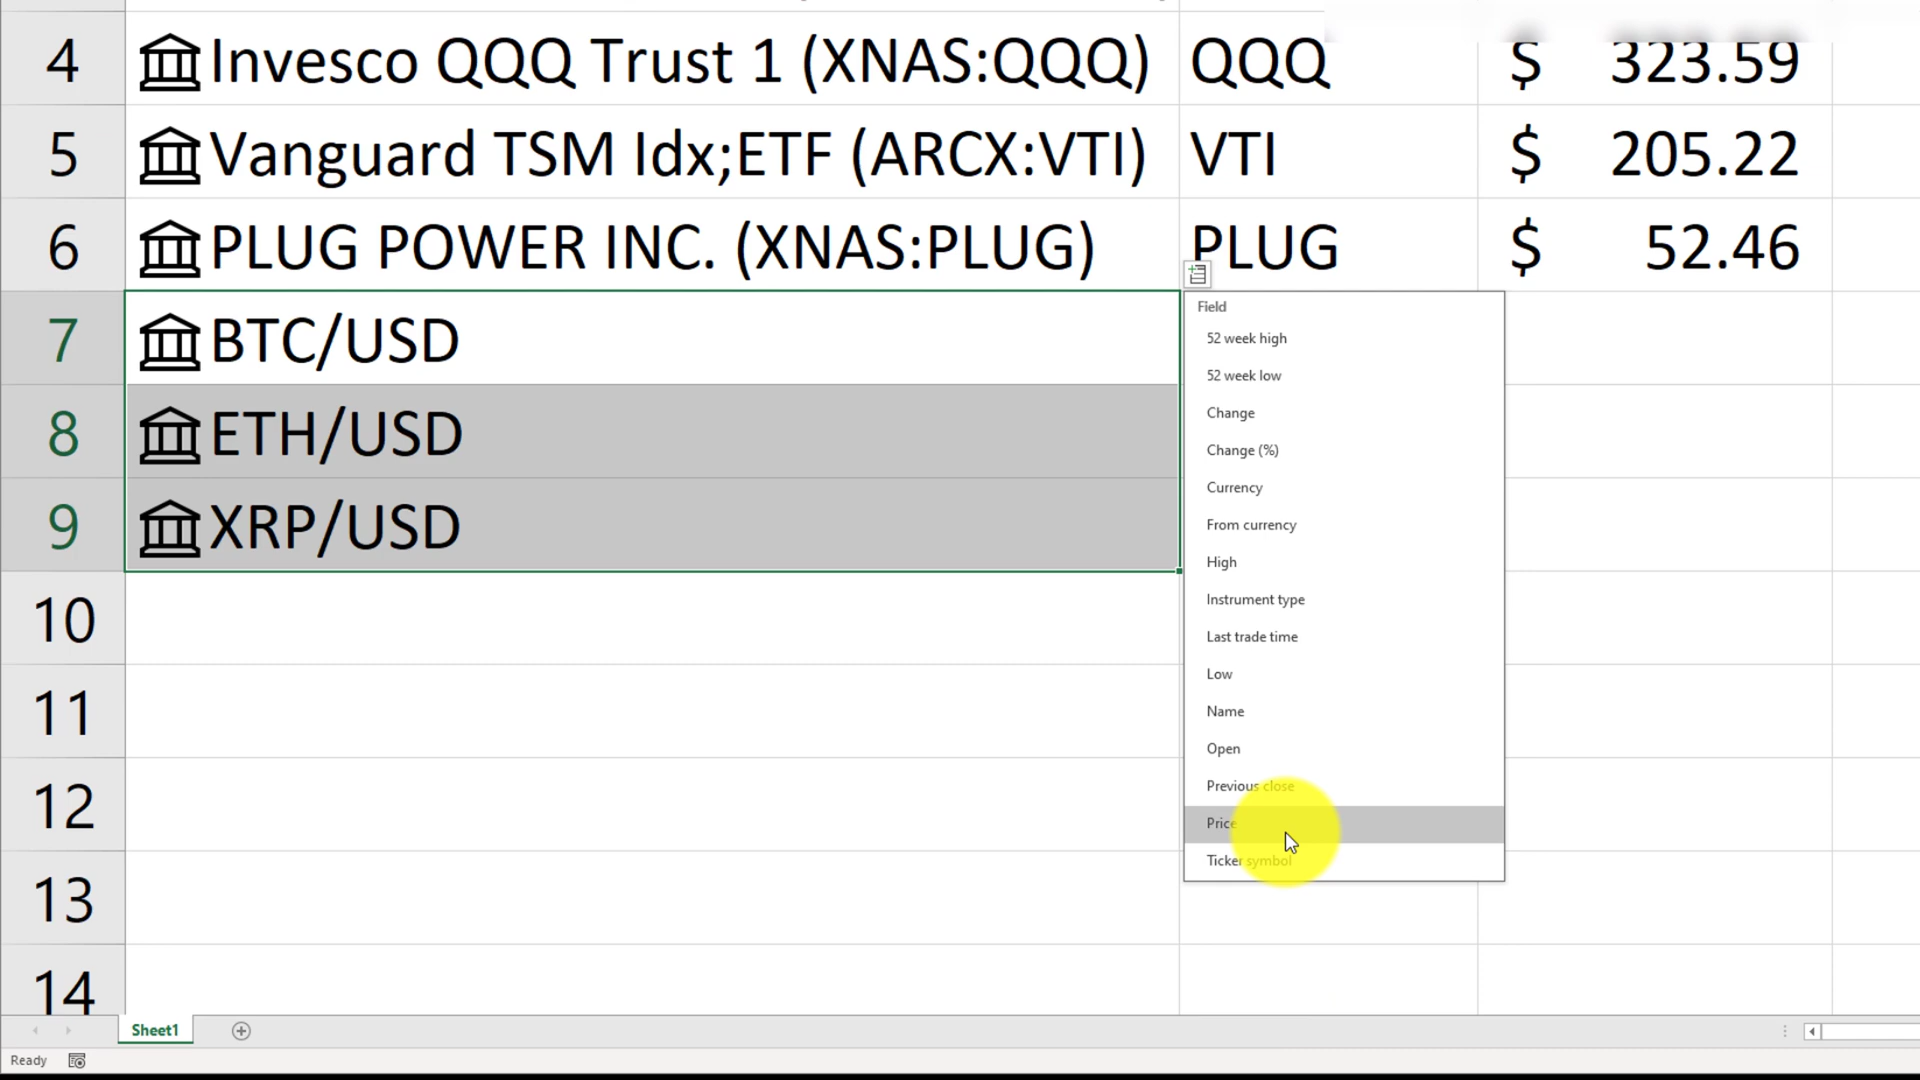 4 Invesco QQQ Trust 1 (XNAS:QQQ) QQQ $ 323.59
5 Vanguard TSM Idx;ETF (ARCX:VTI) VTI $ 205.22
6 PLUG POWER INC. (XNAS:PLUG) PLUG $ 52.46
7 BTC/USD
8 ETH/USD
9 XRP/USD
10
11
12
13
14
Field
52 week high
52 week low
Change
Change (%)
Currency
From currency
High
Instrument type
Last trade time
Low
Name
Open
Previous close
Price
Ticker symbol
Sheet1
Ready